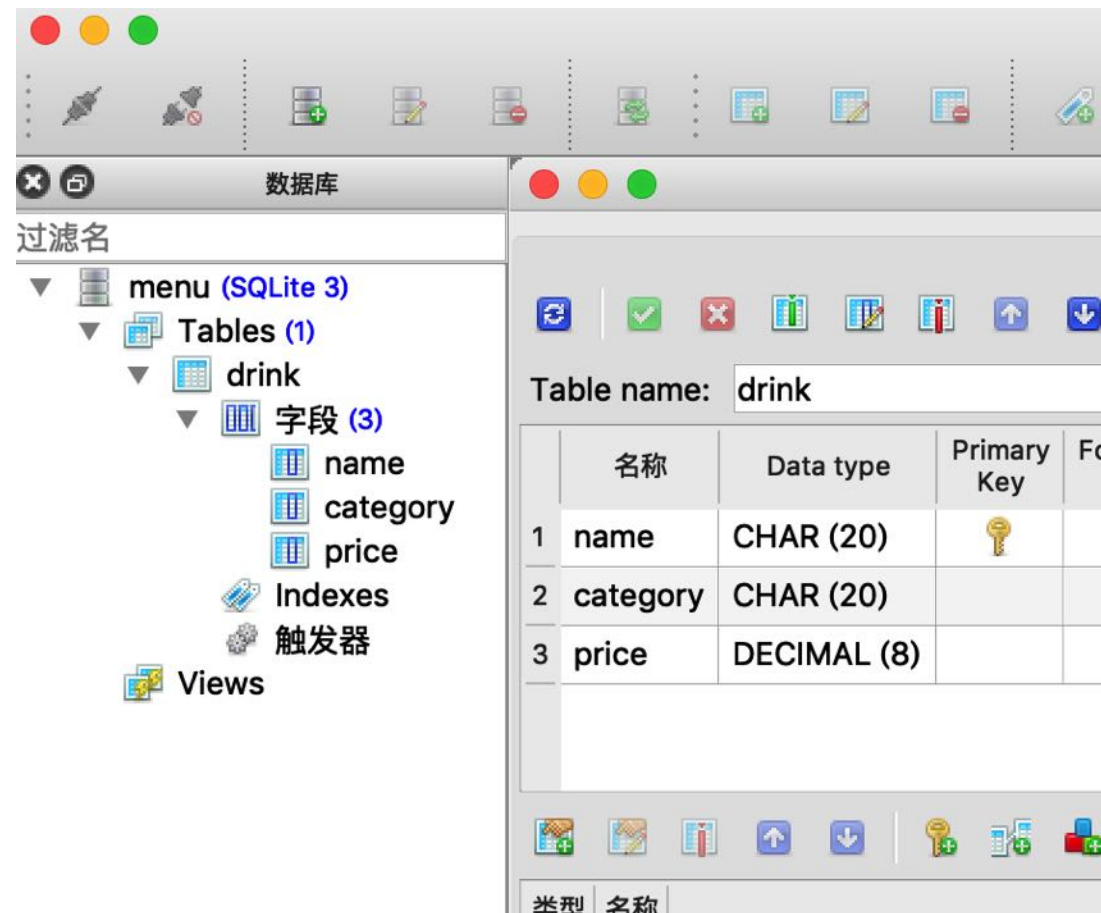 数据库
过滤名
menu (SQLite 3)
Tables (1)
drink
字段 (3)
name
category
price
Indexes
触发器
Views
Table name: drink
名称 Data type Primary Key
1 name CHAR (20)
2 category CHAR (20)
3 price DECIMAL (8)
类型 名称